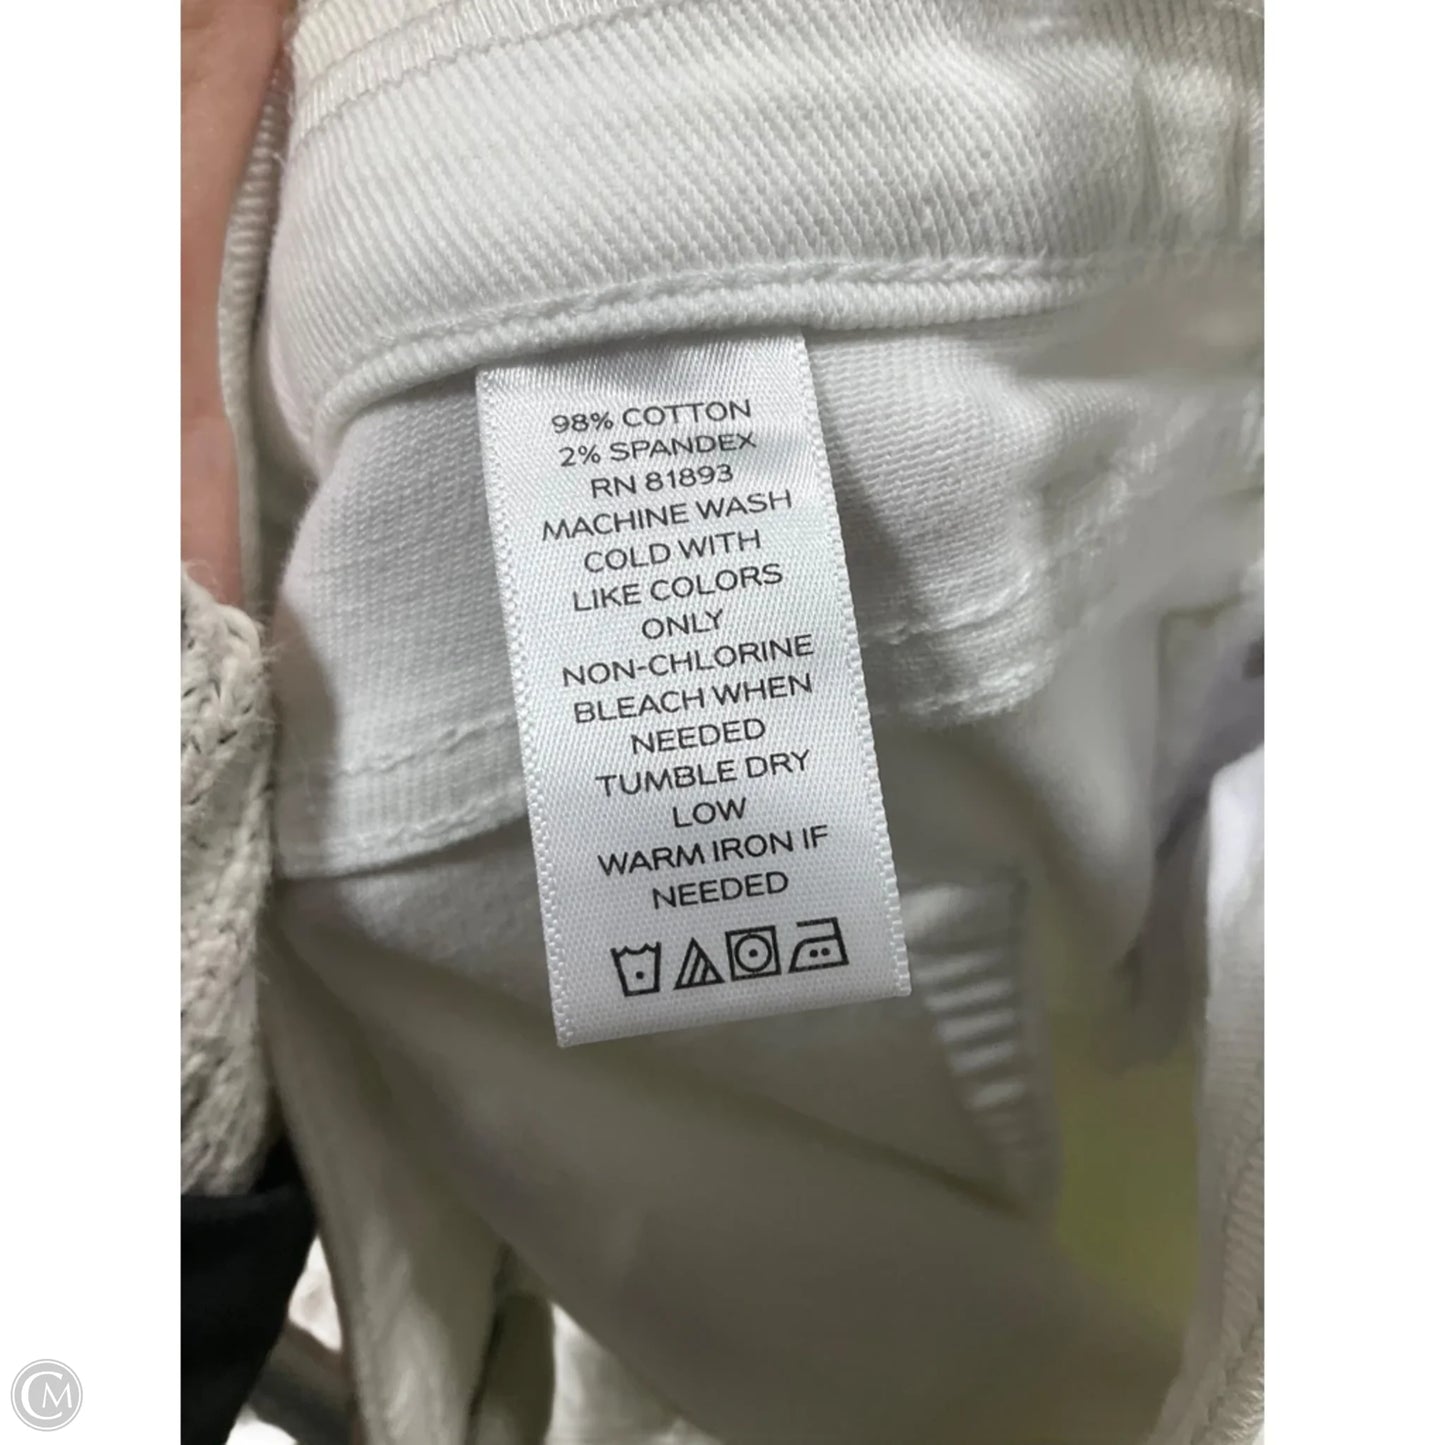 98% COTTON
2% SPANDEX
RN 81893
MACHINE WASH
COLD WITH
LIKE COLORS
ONLY
NON-CHLORINE
BLEACH WHEN
NEEDED
TUMBLE DRY
LOW
WARM IRON IF
NEEDED
CM